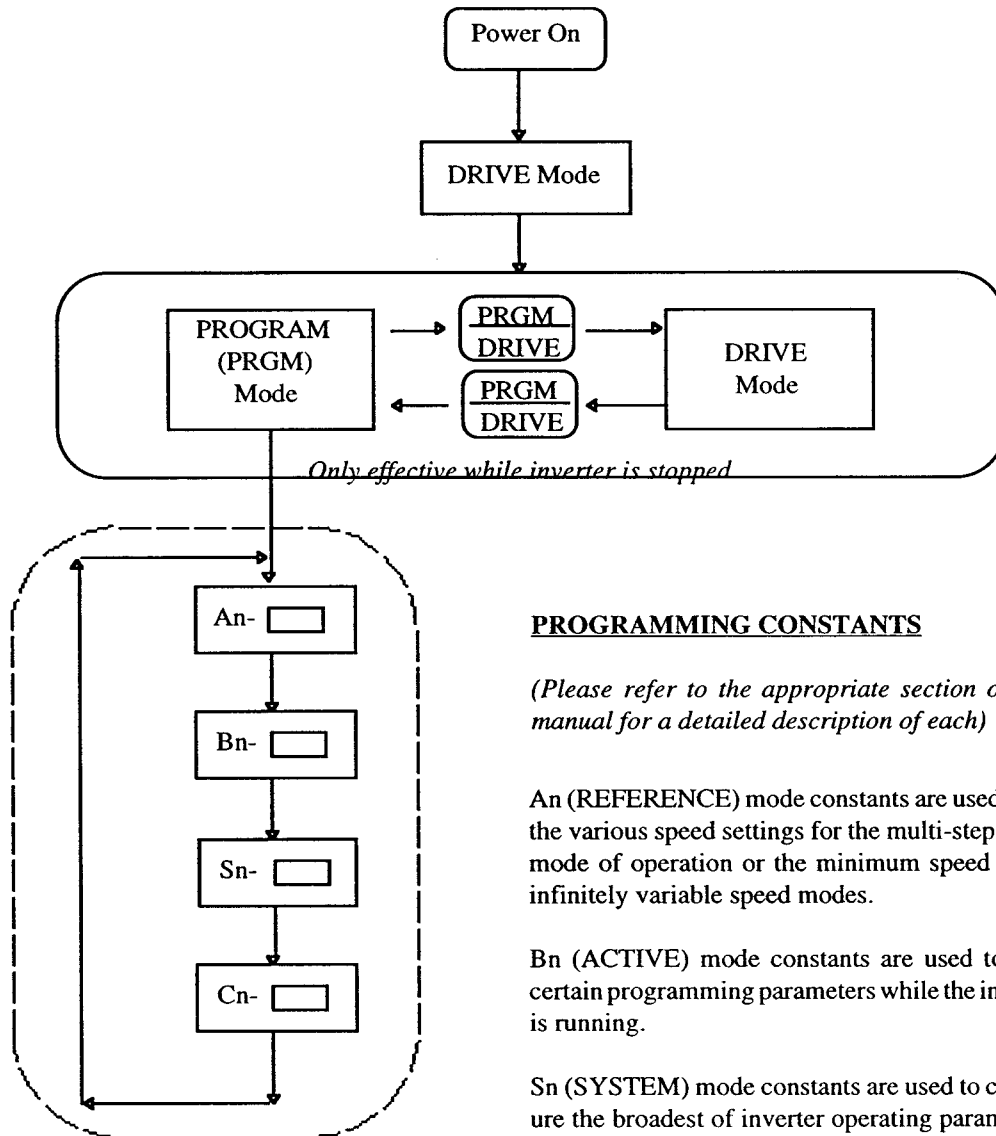 Power On
DRIVE Mode
PROGRAM
(PRGM)
Mode
PRGM
DRIVE
PRGM
DRIVE
DRIVE
Mode
Only effective while inverter is stopped
An-
Bn-
Sn-
Cn-
PROGRAMMING CONSTANTS
(Please refer to the appropriate section o
manual for a detailed description of each)
An (REFERENCE) mode constants are used
the various speed settings for the multi-step
mode of operation or the minimum speed
infinitely variable speed modes.
Bn (ACTIVE) mode constants are used to
certain programming parameters while the in
is running.
Sn (SYSTEM) mode constants are used to c
ure the broadest of inverter operating param